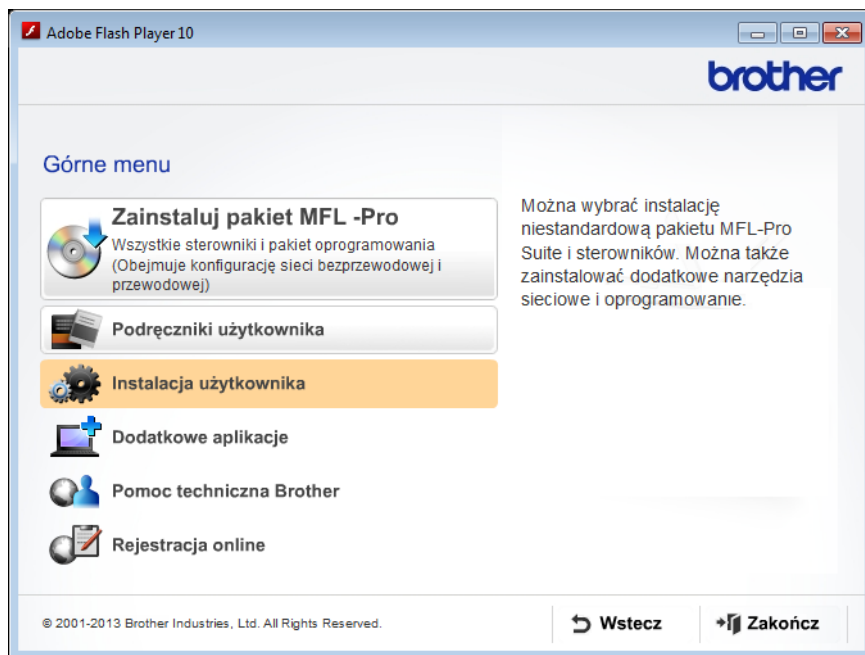 Adobe Flash Player 10
brother
Górne menu
Zainstaluj pakiet MFL -Pro
Wszystkie sterowniki i pakiet oprogramowania
(Obejmuje konfigurację sieci bezprzewodowej i
przewodowej)
Podręczniki użytkownika
Instalacja użytkownika
Dodatkowe aplikacje
Pomoc techniczna Brother
Rejestracja online
Można wybrać instalację
niestandardową pakietu MFL-Pro
Suite i sterowników. Można także
zainstalować dodatkowe narzędzia
sieciowe i oprogramowanie.
© 2001-2013 Brother Industries, Ltd. All Rights Reserved.
Wstecz
Zakończ